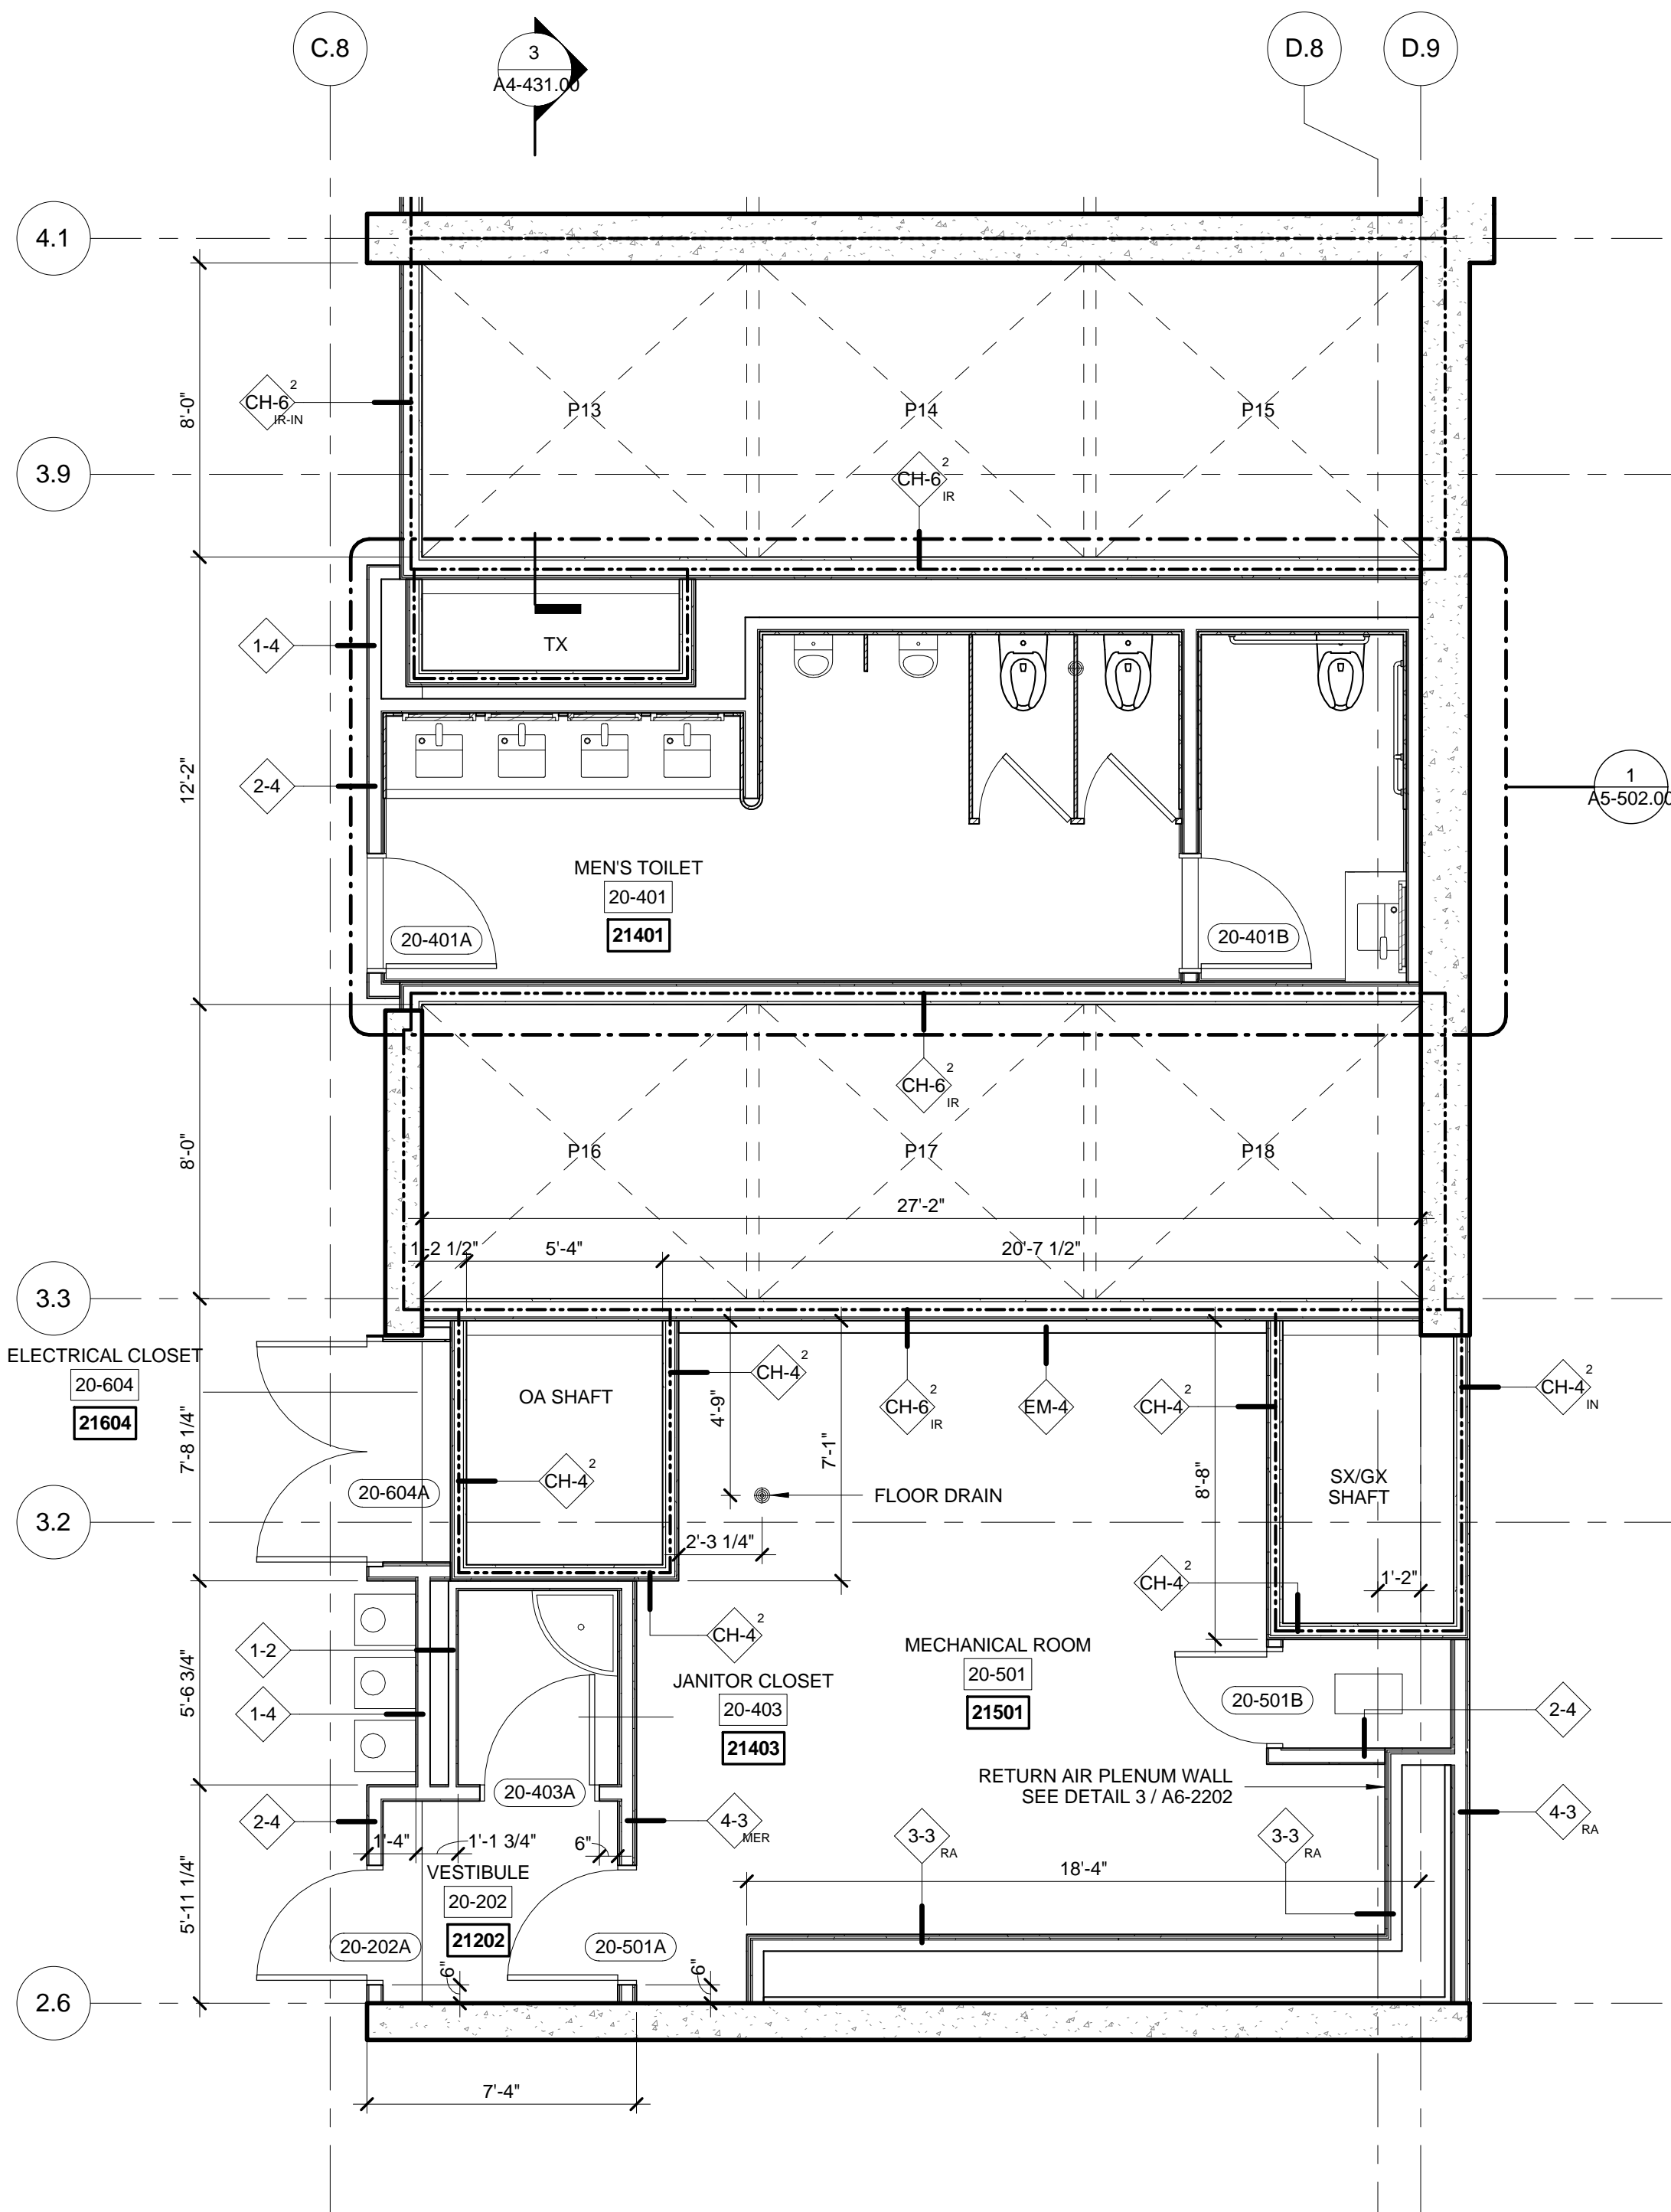 C.8
3
A4-431.00
D.8
D.9
4.1
8'-0"
CH-6
2
IR-IN
P13
P14
P15
3.9
CH-6
2
IR
1-4
TX
12'-2"
2-4
1
A5-502.00
MEN'S TOILET
20-401
21401
20-401A
20-401B
CH-6
2
IR
8'-0"
P16
P17
P18
27'-2"
1'-2 1/2"
5'-4"
20'-7 1/2"
3.3
ELECTRICAL CLOSET
20-604
21604
7'-8 1/4"
20-604A
OA SHAFT
CH-4
2
CH-4
2
4'-9"
CH-6
2
IR
EM-4
7'-1"
CH-4
2
8'-8"
CH-4
2
IN
SX/GX
SHAFT
FLOOR DRAIN
3.2
2'-3 1/4"
CH-4
2
1'-2"
CH-4
2
1-2
5'-6 3/4"
1-4
JANITOR CLOSET
20-403
21403
MECHANICAL ROOM
20-501
21501
20-501B
2-4
RETURN AIR PLENUM WALL
SEE DETAIL 3 / A6-2202
20-403A
2-4
4-3
MER
4-3
RA
1'-4"
1'-1 3/4"
6"
3-3
RA
3-3
RA
VESTIBULE
20-202
21202
18'-4"
5'-11 1/4"
20-202A
20-501A
6"
6"
2.6
7'-4"